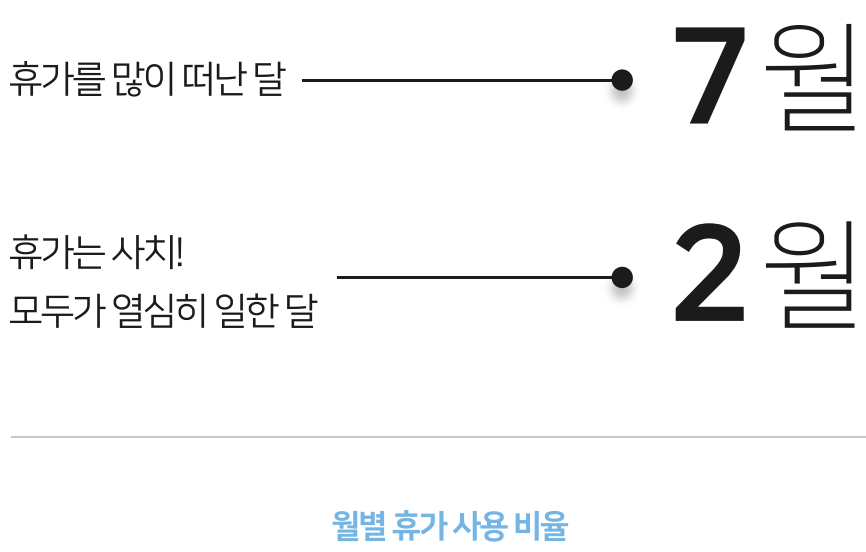 휴가를 많이 떠난 달
7월
휴가는 사치!
모두가 열심히 일한 달
2월
월별 휴가 사용 비율